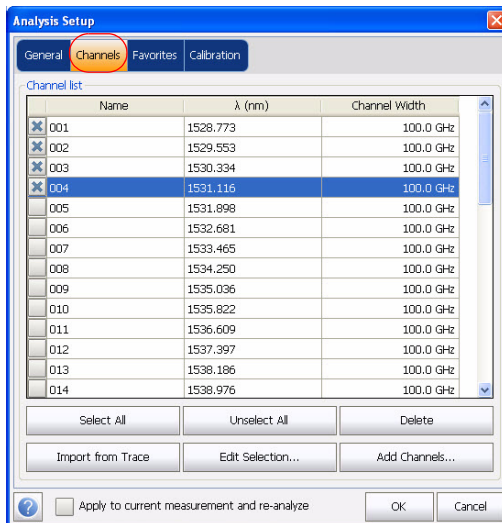 Analysis Setup
General Channels Favorites Calibration
Channel list
Name λ (nm) Channel Width
001 1528.773 100.0 GHz
002 1529.553 100.0 GHz
003 1530.334 100.0 GHz
004 1531.116 100.0 GHz
005 1531.898 100.0 GHz
006 1532.681 100.0 GHz
007 1533.465 100.0 GHz
008 1534.250 100.0 GHz
009 1535.036 100.0 GHz
010 1535.822 100.0 GHz
011 1536.609 100.0 GHz
012 1537.397 100.0 GHz
013 1538.186 100.0 GHz
014 1538.976 100.0 GHz
Select All Unselect All Delete
Import from Trace Edit Selection... Add Channels...
? Apply to current measurement and re-analyze OK Cancel